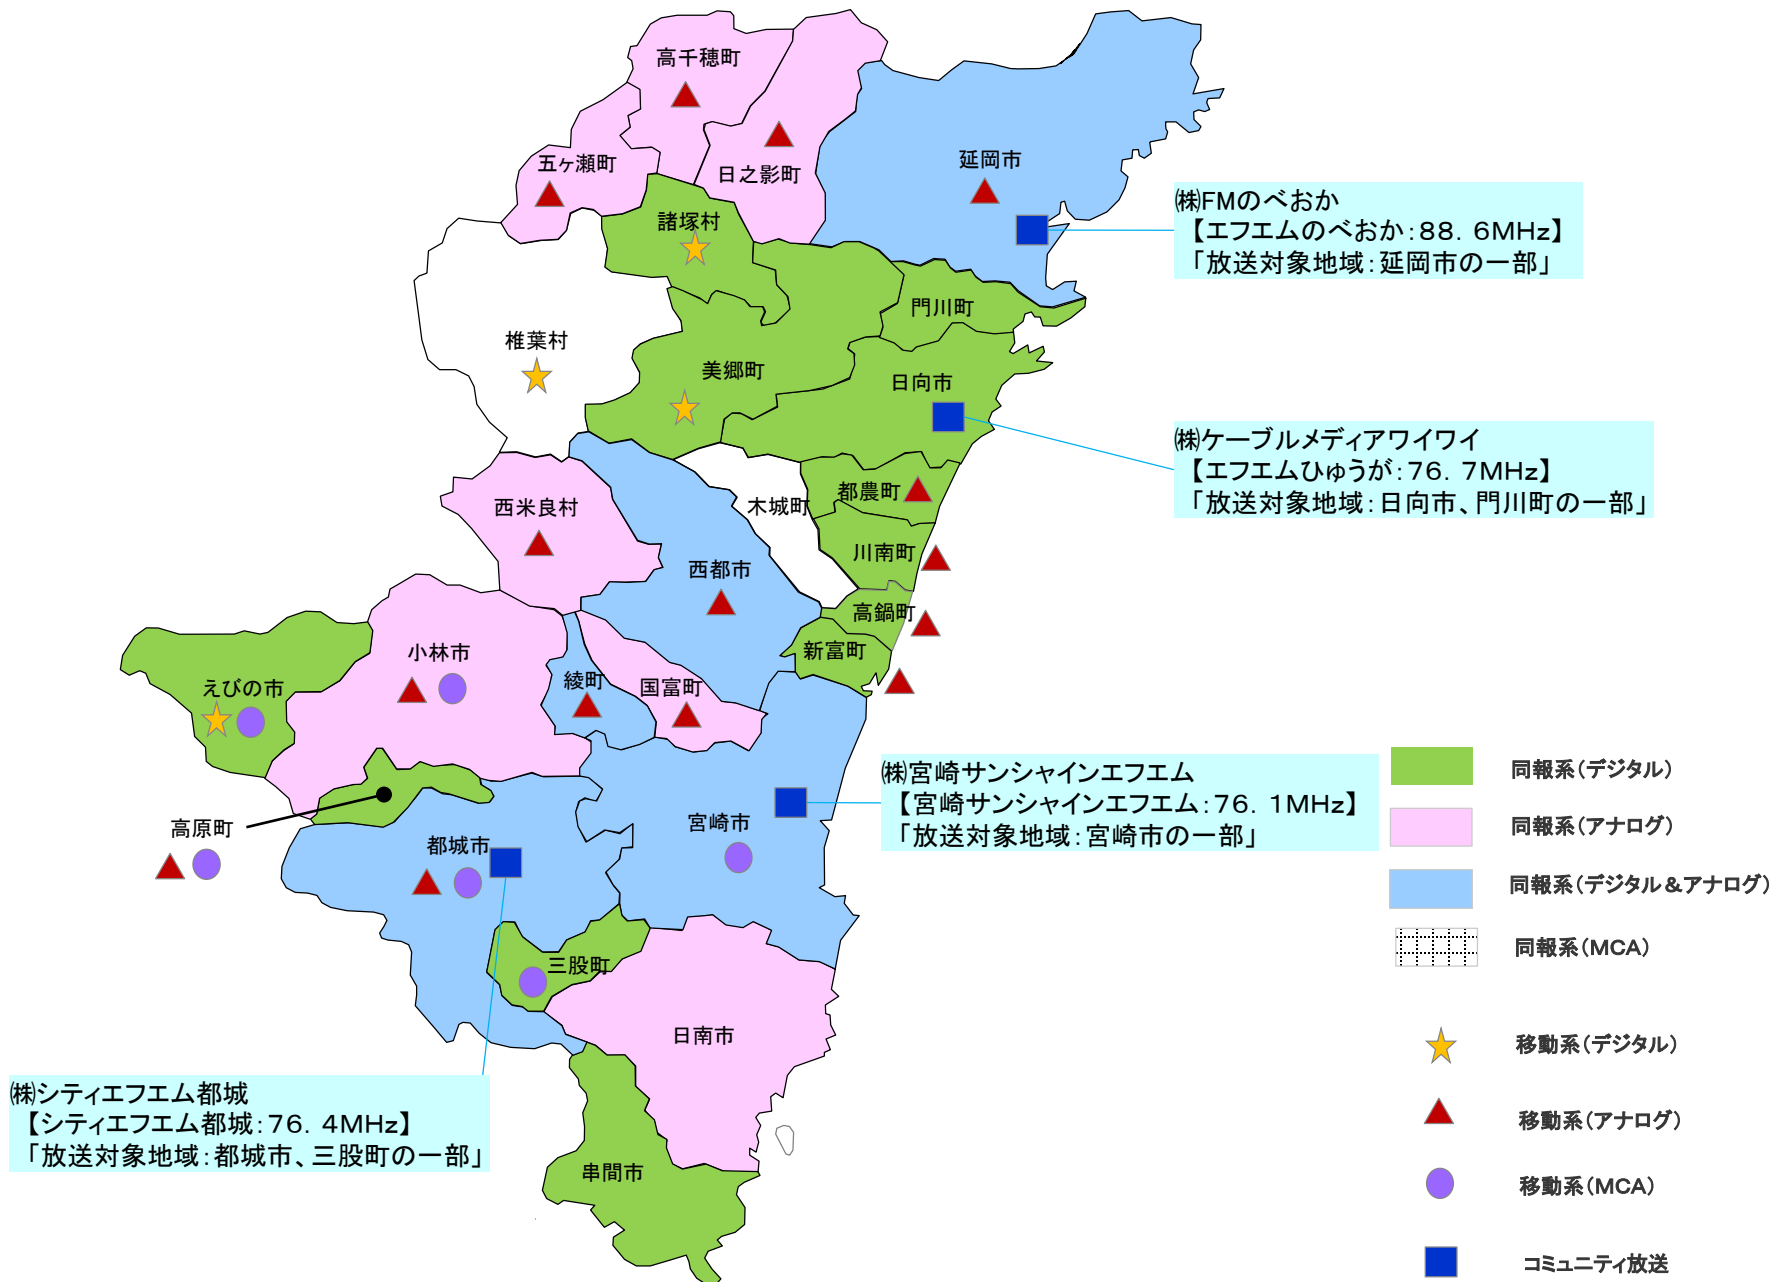 高千穂町
五ヶ瀬町
日之影町
延岡市
㈱FMのべおか
【エフエムのべおか：88．6MHz】
「放送対象地域：延岡市の一部」
諸塚村
門川町
椎葉村
美郷町
日向市
㈱ケーブルメディアワイワイ
【エフエムひゅうが：76．7MHz】
「放送対象地域：日向市、門川町の一部」
都農町
木城町
西米良村
川南町
西都市
高鍋町
新富町
小林市
えびの市
綾町
国富町
㈱宮崎サンシャインエフエム
【宮崎サンシャインエフエム：76．1MHz】
「放送対象地域：宮崎市の一部」
高原町
宮崎市
都城市
三股町
日南市
㈱シティエフエム都城
【シティエフエム都城：76．4MHz】
「放送対象地域：都城市、三股町の一部」
串間市
同報系（デジタル）
同報系（アナログ）
同報系（デジタル＆アナログ）
同報系（MCA）
移動系（デジタル）
移動系（アナログ）
移動系（MCA）
コミュニティ放送